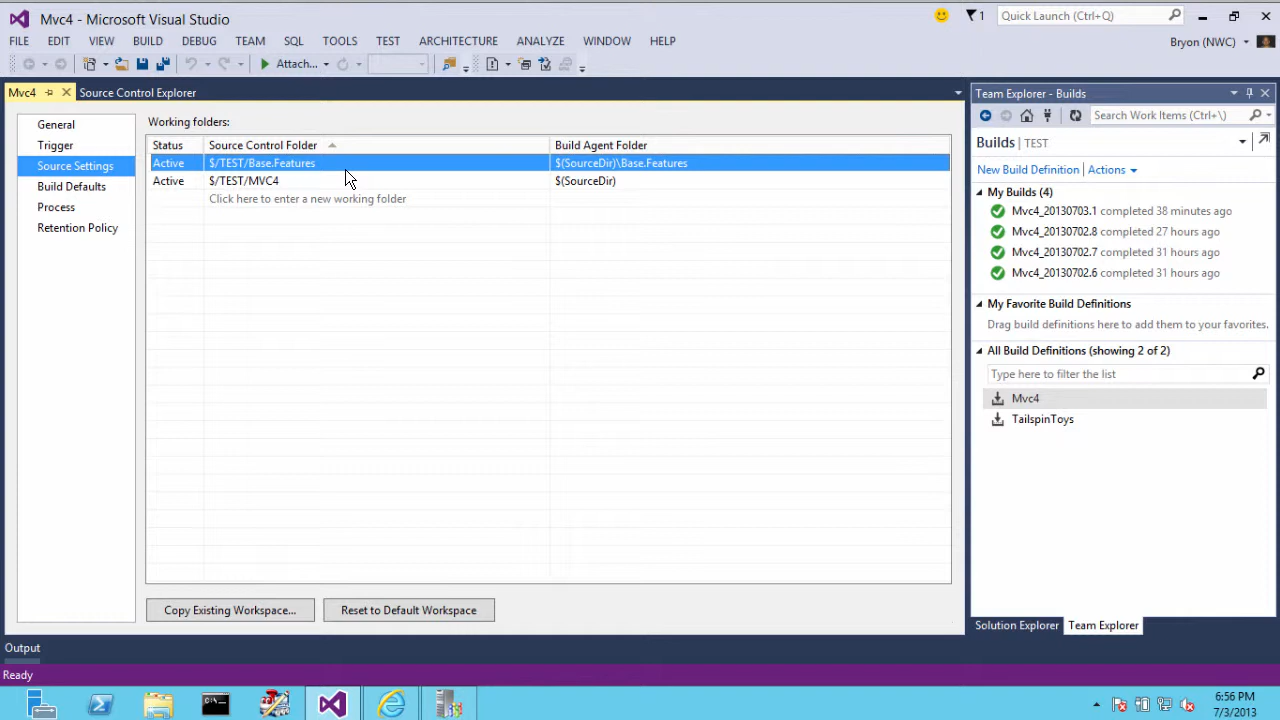 Mvc4 - Microsoft Visual Studio
1
Quick Launch (Ctrl+Q)
FILE EDIT VIEW BUILD DEBUG TEAM SQL TOOLS TEST ARCHITECTURE ANALYZE WINDOW HELP
Bryon (NWC)
Attach...
Mvc4
Source Control Explorer
General
Trigger
Source Settings
Build Defaults
Process
Retention Policy
Working folders:
Status Source Control Folder Build Agent Folder
Active $/TEST/Base.Features $(SourceDir)\Base.Features
Active $/TEST/MVC4 $(SourceDir)
Click here to enter a new working folder
Copy Existing Workspace...
Reset to Default Workspace
Team Explorer - Builds
Search Work Items (Ctrl+')
Builds | TEST
New Build Definition | Actions
My Builds (4)
Mvc4_20130703.1 completed 38 minutes ago
Mvc4_20130702.8 completed 27 hours ago
Mvc4_20130702.7 completed 31 hours ago
Mvc4_20130702.6 completed 31 hours ago
My Favorite Build Definitions
Drag build definitions here to add them to your favorites.
All Build Definitions (showing 2 of 2)
Type here to filter the list
Mvc4
TailspinToys
Solution Explorer Team Explorer
Output
Ready
6:56 PM
7/3/2013